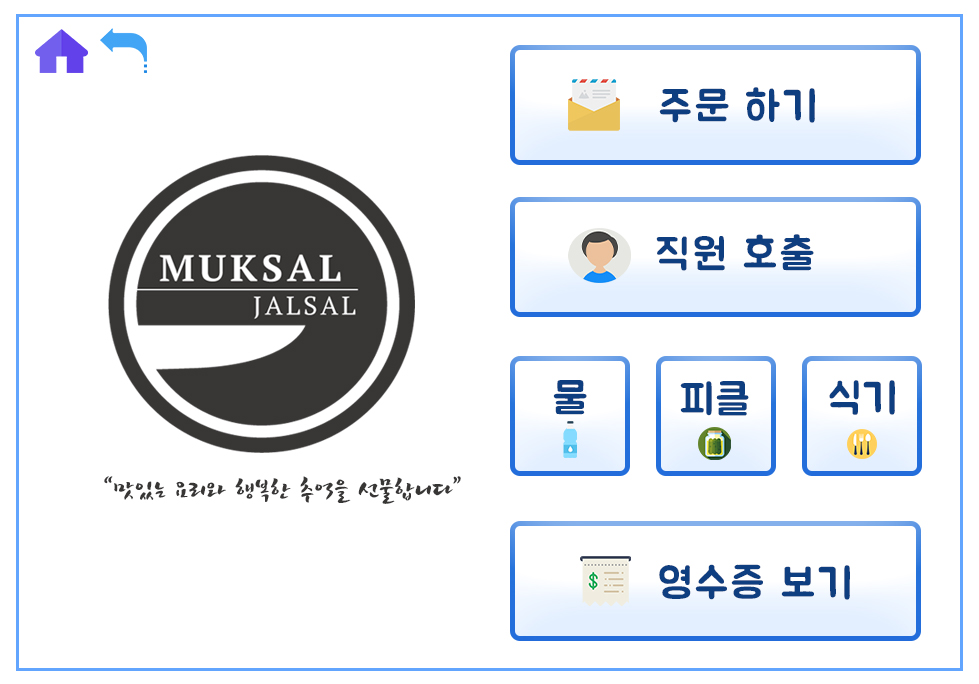 주문 하기
MUKSAL
JALSAL
직원 호출
물
피클
식기
“맛있는 요리와 행복한 추억을 선물합니다”
$
영수증 보기